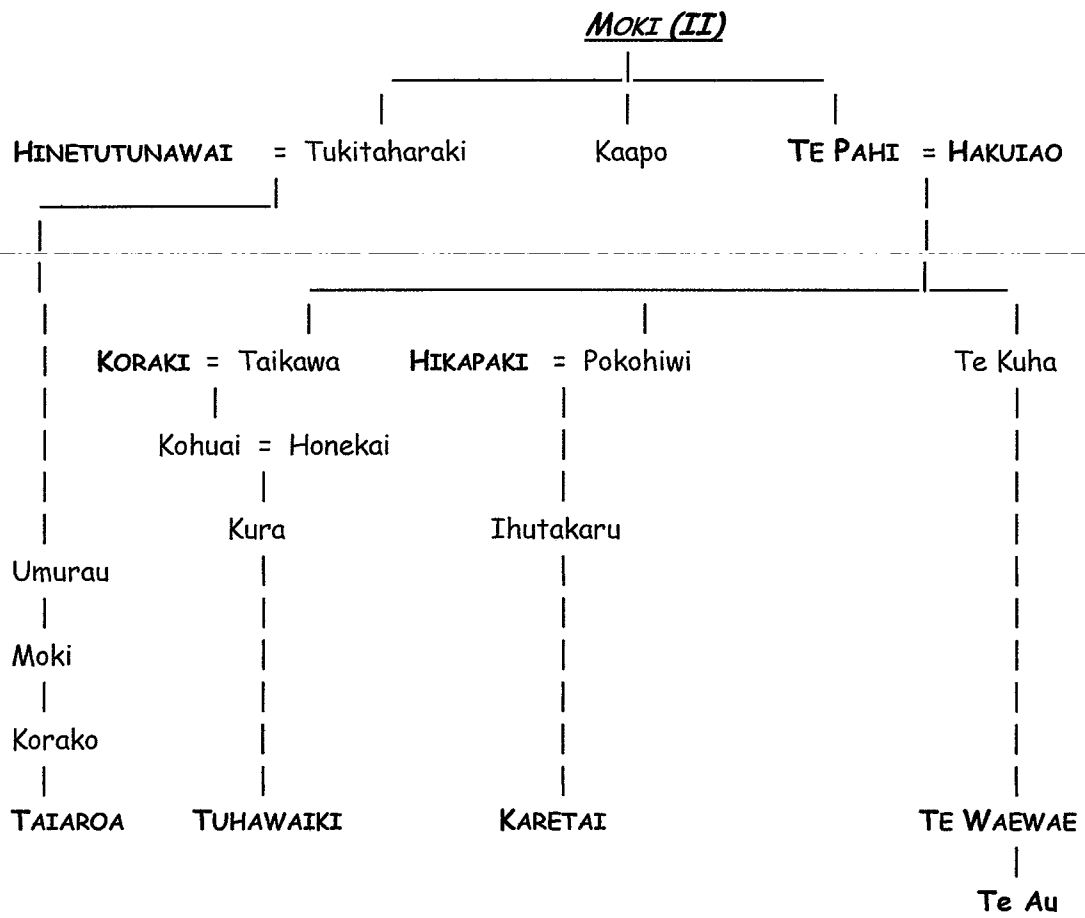 MOKI (II)
HINETUTUNAWAI = Tukitaharaki Kaapo TE PAHI = HAKUIAO
KORAKI = Taikawa HIKAPAKI = Pokohiwi Te Kuha
Kohuai = Honekai
Kura Ihutakaru
Umurau
Moki
Korako
TAIAROA TUHAWAIKI KARETAI TE WAEWAE
Te Au